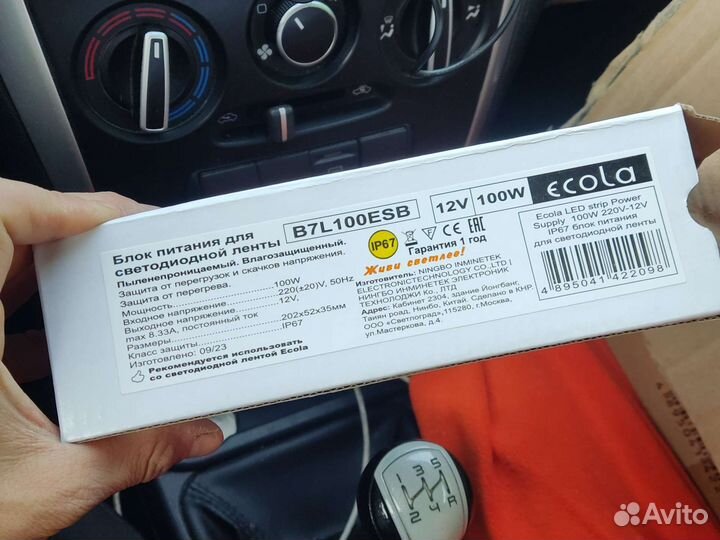 Блок питания для
светодиодной ленты
B7L100ESB
12V
100W
ecola
Пыленепроницаемый. Влагозащищенный.
Защита от перегрузок и скачков напряжения.
Защита от перегрева.
Мощность: 100W
Входное напряжение: 220(±20)V, 50Hz
Выходное напряжение: 12V,
max 8.33A, постоянный ток
Размеры: 202x52x35мм
Класс защиты: IP67
Изготовлено: 09/23
Рекомендуется использовать
со светодиодной лентой Ecola
IP67
CE EAC
Гарантия 1 год
Живи светлее!
Изготовитель: NINGBO INMINETEK
ELECTRONICTECHNOLOGY CO.,LTD |
НИНГБО ИНМИНЕТЕК ЭЛЕКТРОНИК
ТЕХНОЛОДЖИ КО., ЛТД
Адрес: Кабинет 2304, здание Йонгбанг,
Таиян роад, Нинбо, Китай. Сделано в КНР
ООО «Светлоград»,115280, г.Москва,
ул.Мастеркова, д.4.
Ecola LED strip Power
Supply 100W 220V-12V
IP67 блок питания
для светодиодной ленты
4895041422098
1 3 5
2 4 R
Avito